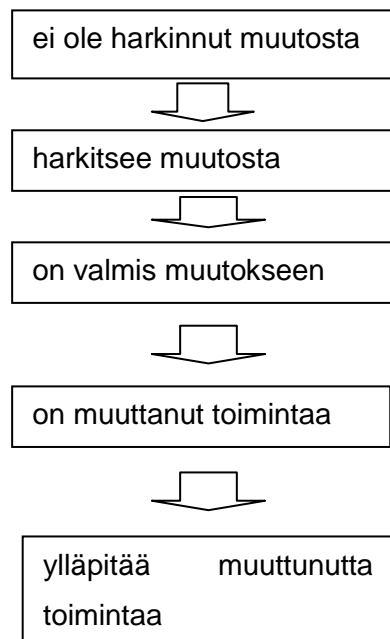 ei ole harkinnut muutosta
harkitsee muutosta
on valmis muutokseen
on muuttanut toimintaa
ylläpitää muuttunutta
toimintaa